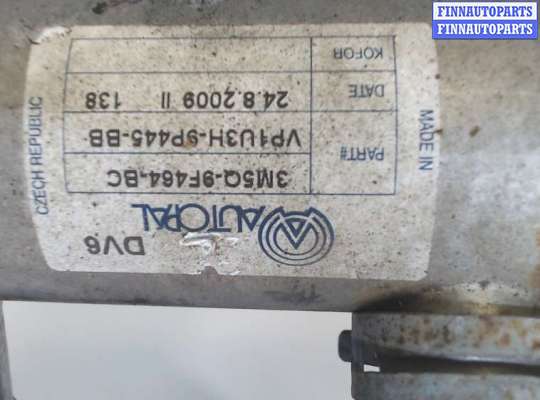 FINNAUTOPARTS
FINNAUTOPARTS
DV6
AUTOPAL
3M5Q-9F464-BC
PART# VP1U3H-9P445-BB
DATE 24.8.2009 II 138
KOFOR
MADE IN
CZECH REPUBLIC